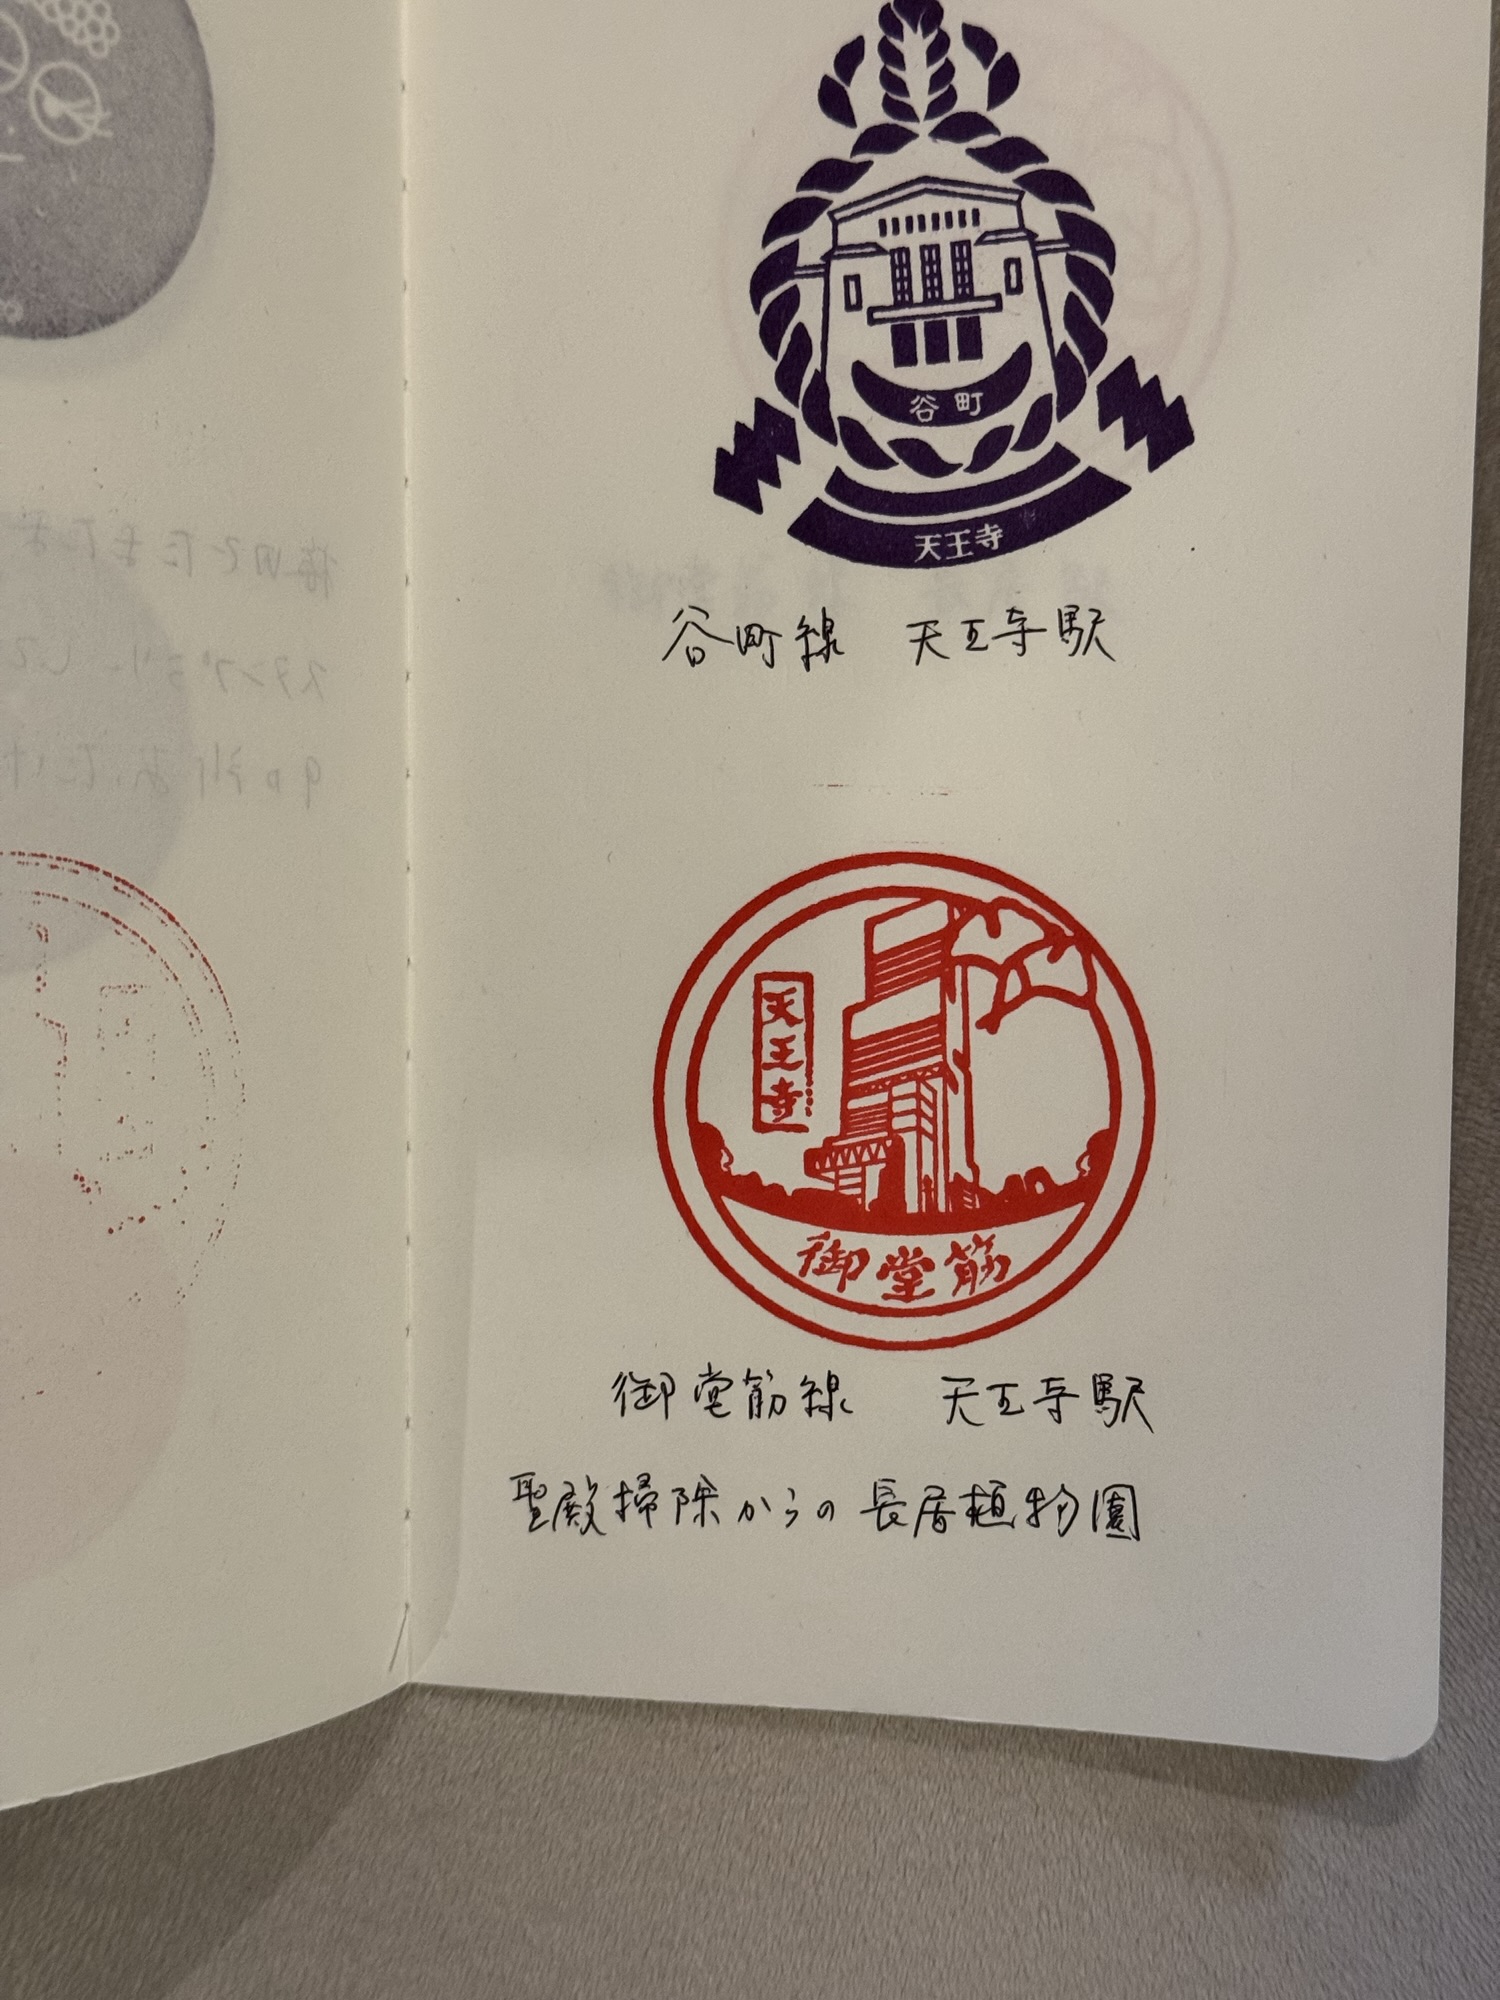 谷町
天王寺
谷町線 天王寺駅
天王寺
御堂筋
御堂筋線 天王寺駅
聖殿掃除からの長居植物園